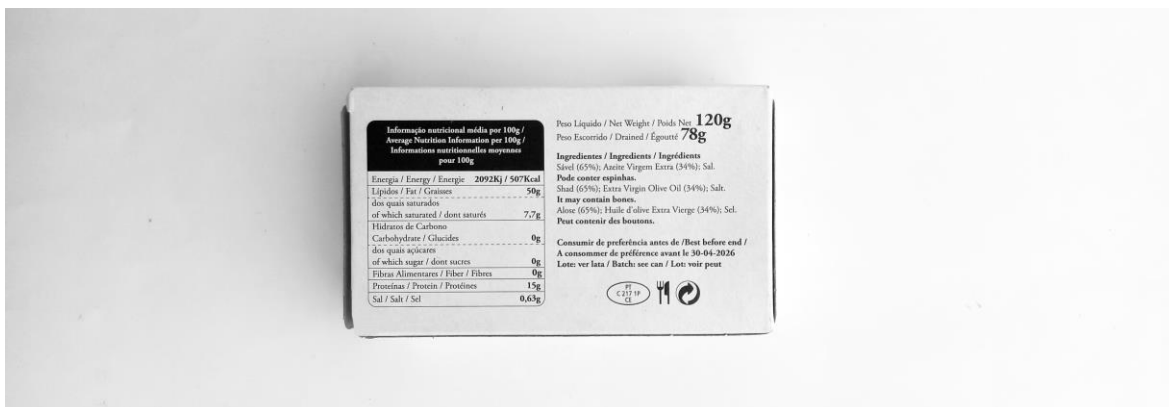 Informação nutricional média por 100g /
Average Nutrition Information per 100g /
Informations nutritionnelles moyennes
pour 100g
Energia / Energy / Energie 2092Kj / 507Kcal
Lípidos / Fat / Graisses 50g
dos quais saturados
of which saturated / dont saturés 7,7g
Hidratos de Carbono
Carbohydrate / Glucides 0g
dos quais açúcares
of which sugar / dont sucres 0g
Fibras Alimentares / Fiber / Fibres 0g
Proteínas / Protein / Protéines 15g
Sal / Salt / Sel 0,63g
Peso Líquido / Net Weight / Poids Net 120g
Peso Escorrido / Drained / Égoutté 78g
Ingredientes / Ingredients / Ingrédients
Sável (65%); Azeite Virgem Extra (34%); Sal.
Pode conter espinhas.
Shad (65%); Extra Virgin Olive Oil (34%); Salt.
It may contain bones.
Alose (65%); Huile d'olive Extra Vierge (34%); Sel.
Peut contenir des boutons.
Consumir de preferência antes de /Best before end /
A consommer de préférence avant le 30-04-2026
Lote: ver lata / Batch: see can / Lot: voir peut
PT
C 217 1P
CE